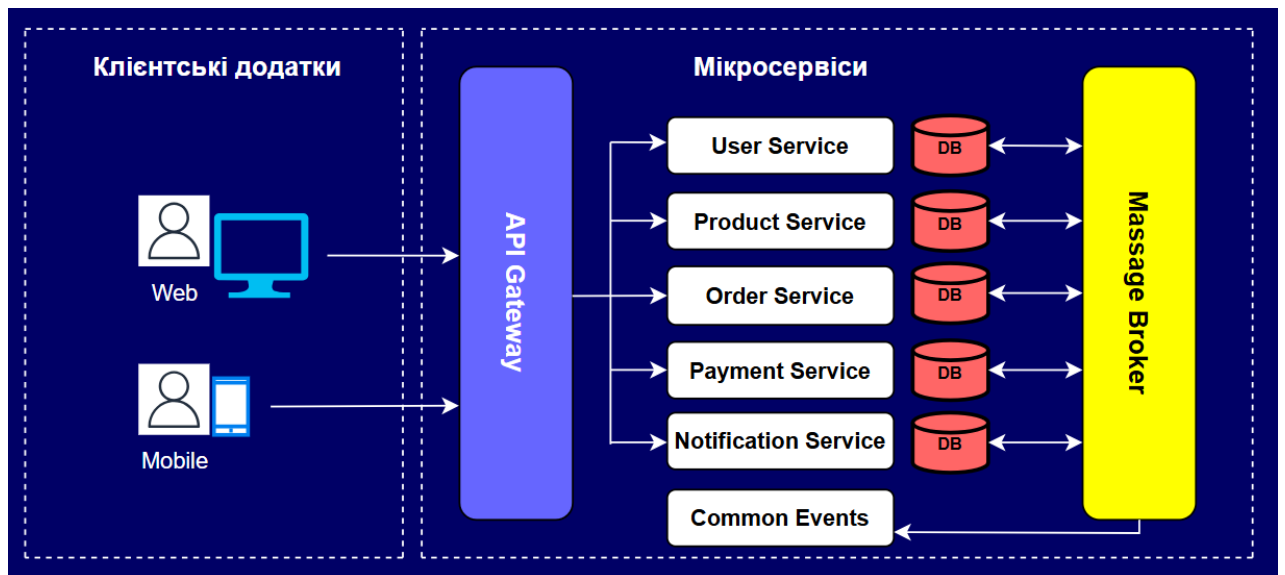 Клієнтські додатки
Мікросервіси
Web
Mobile
API Gateway
User Service
DB
Product Service
DB
Order Service
DB
Payment Service
DB
Notification Service
DB
Common Events
Massage Broker